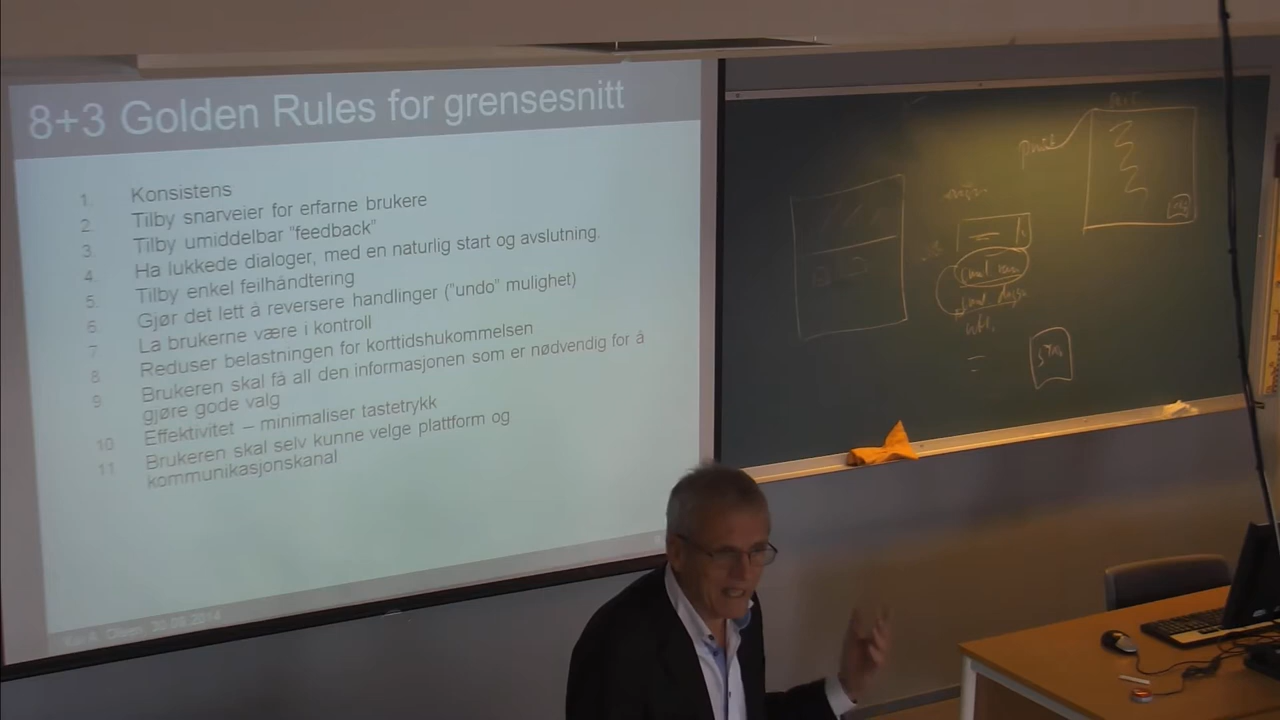 8+3 Golden Rules for grensesnitt
1. Konsistens
2. Tilby snarveier for erfarne brukere
3. Tilby umiddelbar "feedback"
4. Ha lukkede dialoger, med en naturlig start og avslutning.
5. Tilby enkel feilhåndtering
6. Gjør det lett å reversere handlinger ("undo" mulighet)
7 La brukerne være i kontroll
8 Reduser belastningen for korttidshukommelsen
9 Brukeren skal få all den informasjonen som er nødvendig for å
gjøre gode valg
10 Effektivitet – minimaliser tastetrykk
11 Brukeren skal selv kunne velge plattform og
kommunikasjonskanal